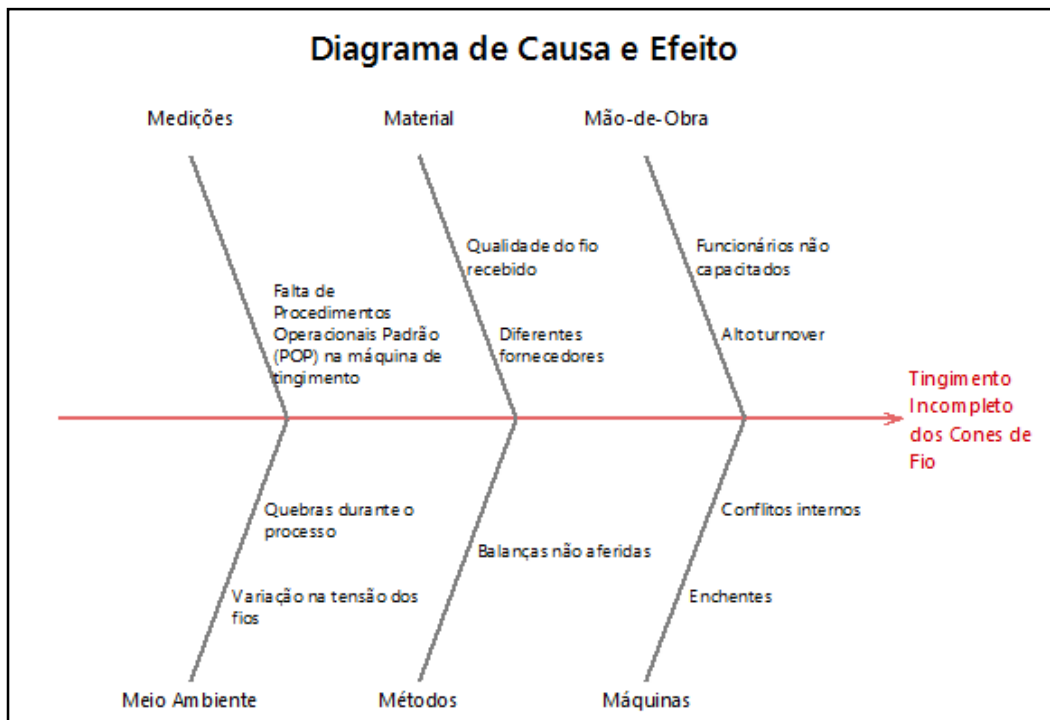 Diagrama de Causa e Efeito
Medições
Material
Mão-de-Obra
Falta de
Procedimentos
Operacionais Padrão
(POP) na máquina de
tingimento
Qualidade do fio
recebido
Diferentes
fornecedores
Funcionários não
capacitados
Alto turnover
Tingimento
Incompleto
dos Cones de
Fio
Quebras durante o
processo
Variação na tensão dos
fios
Balanças não aferidas
Conflitos internos
Enchentes
Meio Ambiente
Métodos
Máquinas